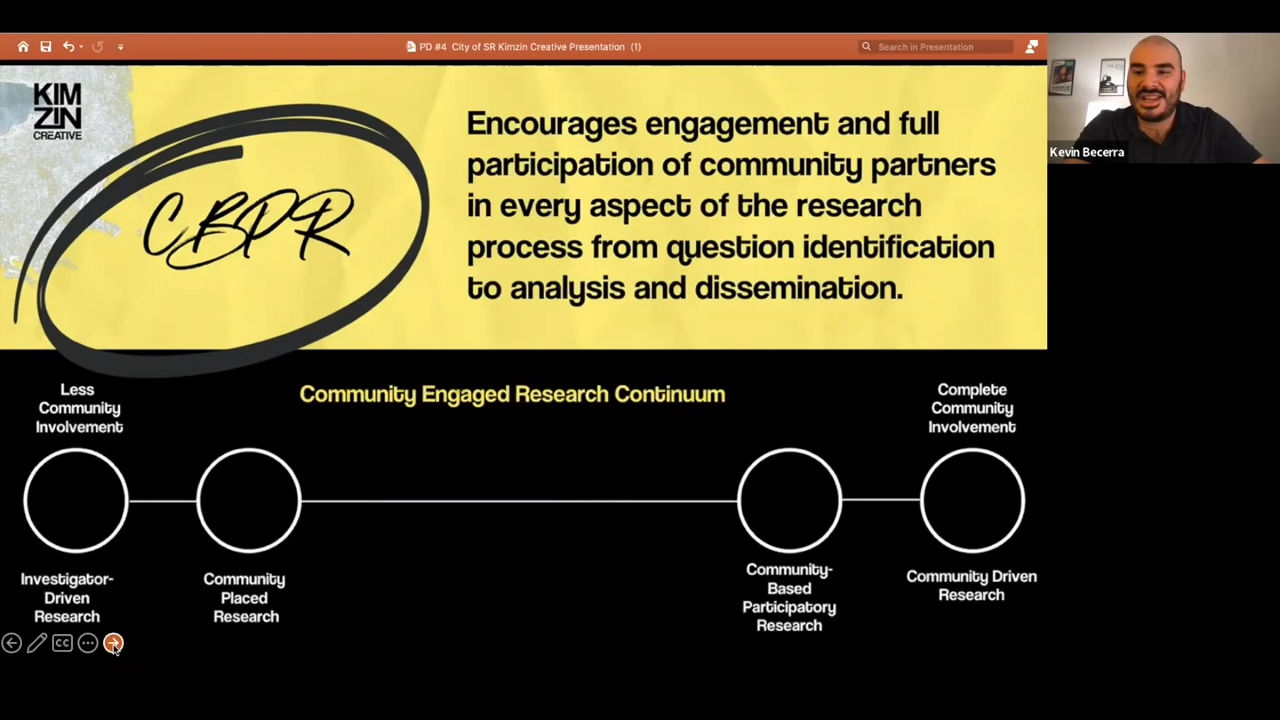 PD #4 City of SR Kimzin Creative Presentation (1)
Search in Presentation
KIM
ZIN
CREATIVE
CBPR
Encourages engagement and full
participation of community partners
in every aspect of the research
process from question identification
to analysis and dissemination.
Kevin Becerra
Less
Community
Involvement
Community Engaged Research Continuum
Complete
Community
Involvement
Investigator-
Driven
Research
Community
Placed
Research
Community-
Based
Participatory
Research
Community Driven
Research
CC